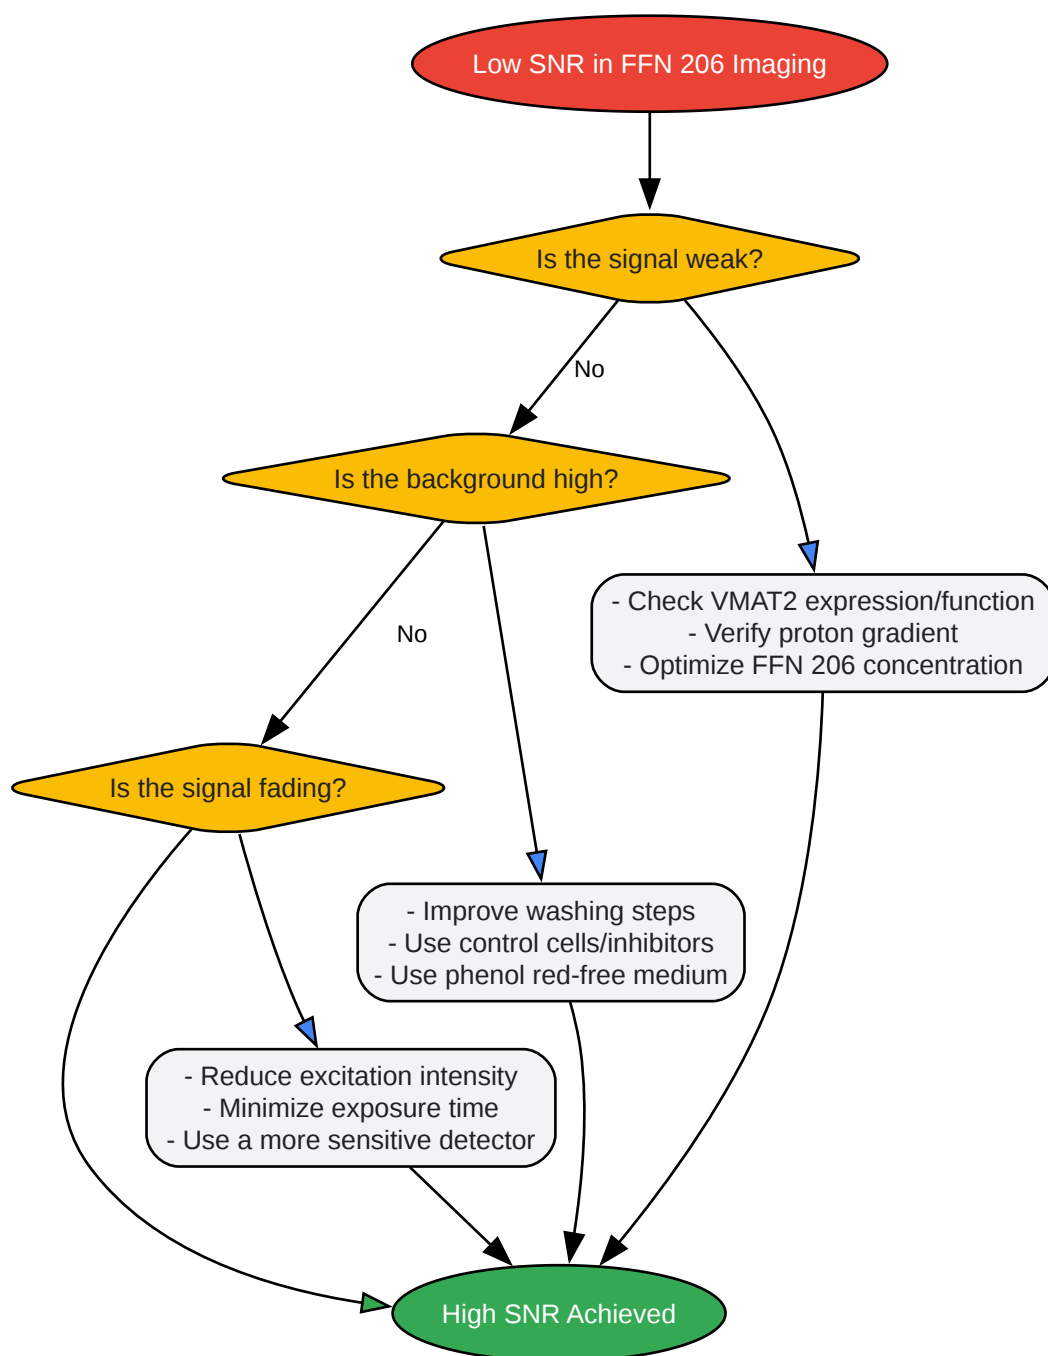 Low SNR in FFN 206 Imaging
Is the signal weak?
No
Is the background high?
- Check VMAT2 expression/function
- Verify proton gradient
- Optimize FFN 206 concentration
No
Is the signal fading?
- Improve washing steps
- Use control cells/inhibitors
- Use phenol red-free medium
- Reduce excitation intensity
- Minimize exposure time
- Use a more sensitive detector
High SNR Achieved